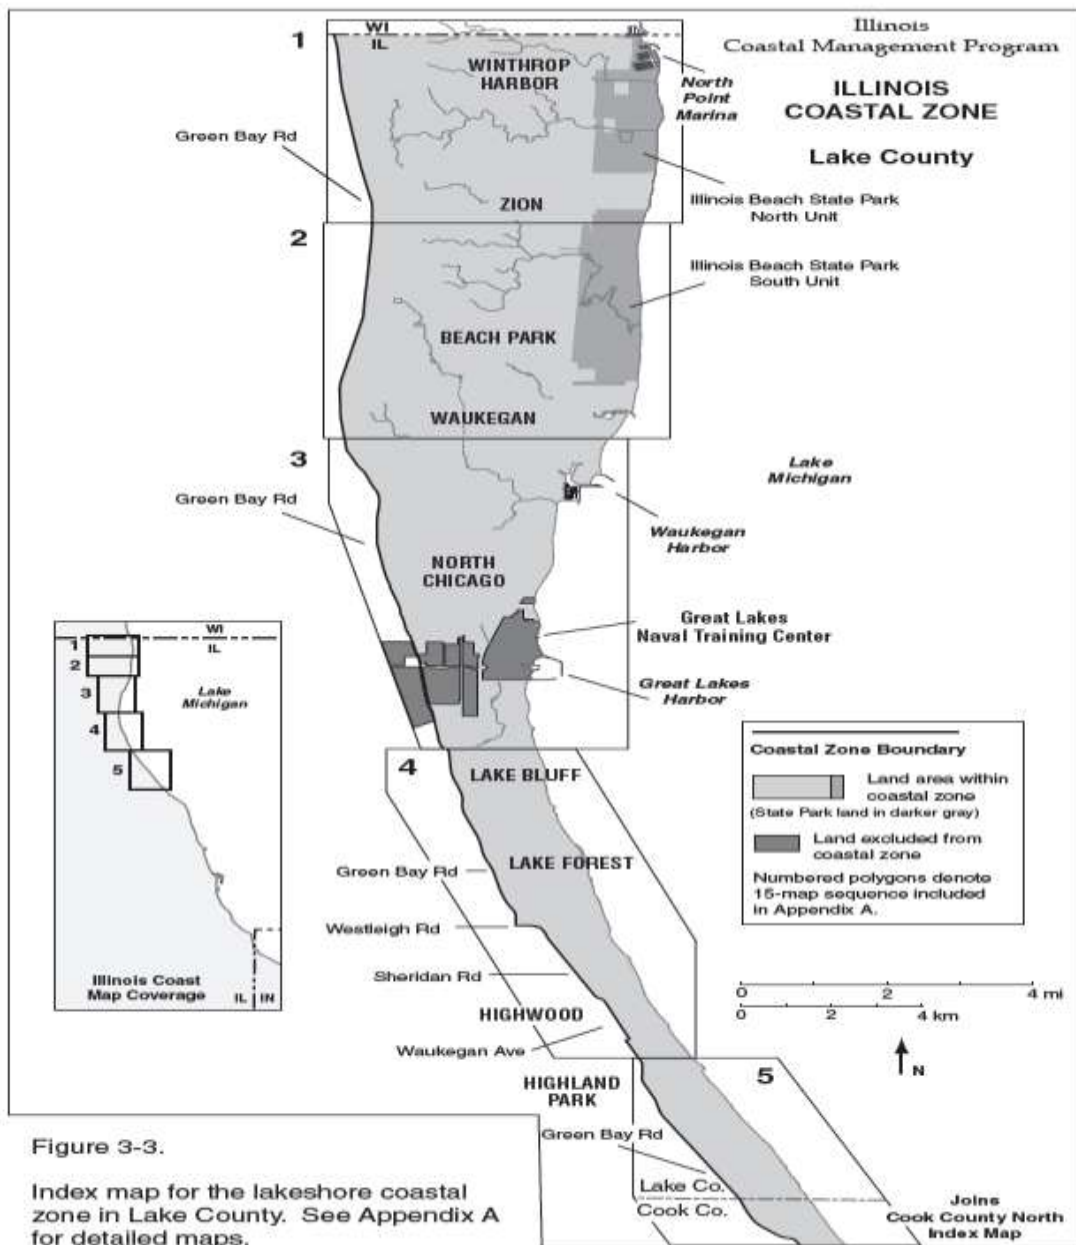 Illinois
Coastal Management Program
ILLINOIS
COASTAL ZONE
Lake County
1
WI
IL
WINTHROP
HARBOR
North
Point
Marina
Green Bay Rd
Illinois Beach State Park
North Unit
ZION
2
Illinois Beach State Park
South Unit
BEACH PARK
WAUKEGAN
3
Lake
Michigan
Green Bay Rd
Waukegan
Harbor
NORTH
CHICAGO
Great Lakes
Naval Training Center
Great Lakes
Harbor
WI
IL
1
2
3
4
5
Lake
Michigan
Illinois Coast
Map Coverage
IL
IN
4
LAKE BLUFF
LAKE FOREST
Green Bay Rd
Westleigh Rd
Sheridan Rd
HIGHWOOD
Waukegan Ave
Coastal Zone Boundary
Land area within
coastal zone
(State Park land in darker gray)
Land excluded from
coastal zone
Numbered polygons denote
15-map sequence included
in Appendix A.
0 2 4 mi
0 2 4 km
N
5
HIGHLAND
PARK
Green Bay Rd
Lake Co.
Cook Co.
Joins
Cook County North
Index Map
Figure 3-3.
Index map for the lakeshore coastal
zone in Lake County. See Appendix A
for detailed maps.